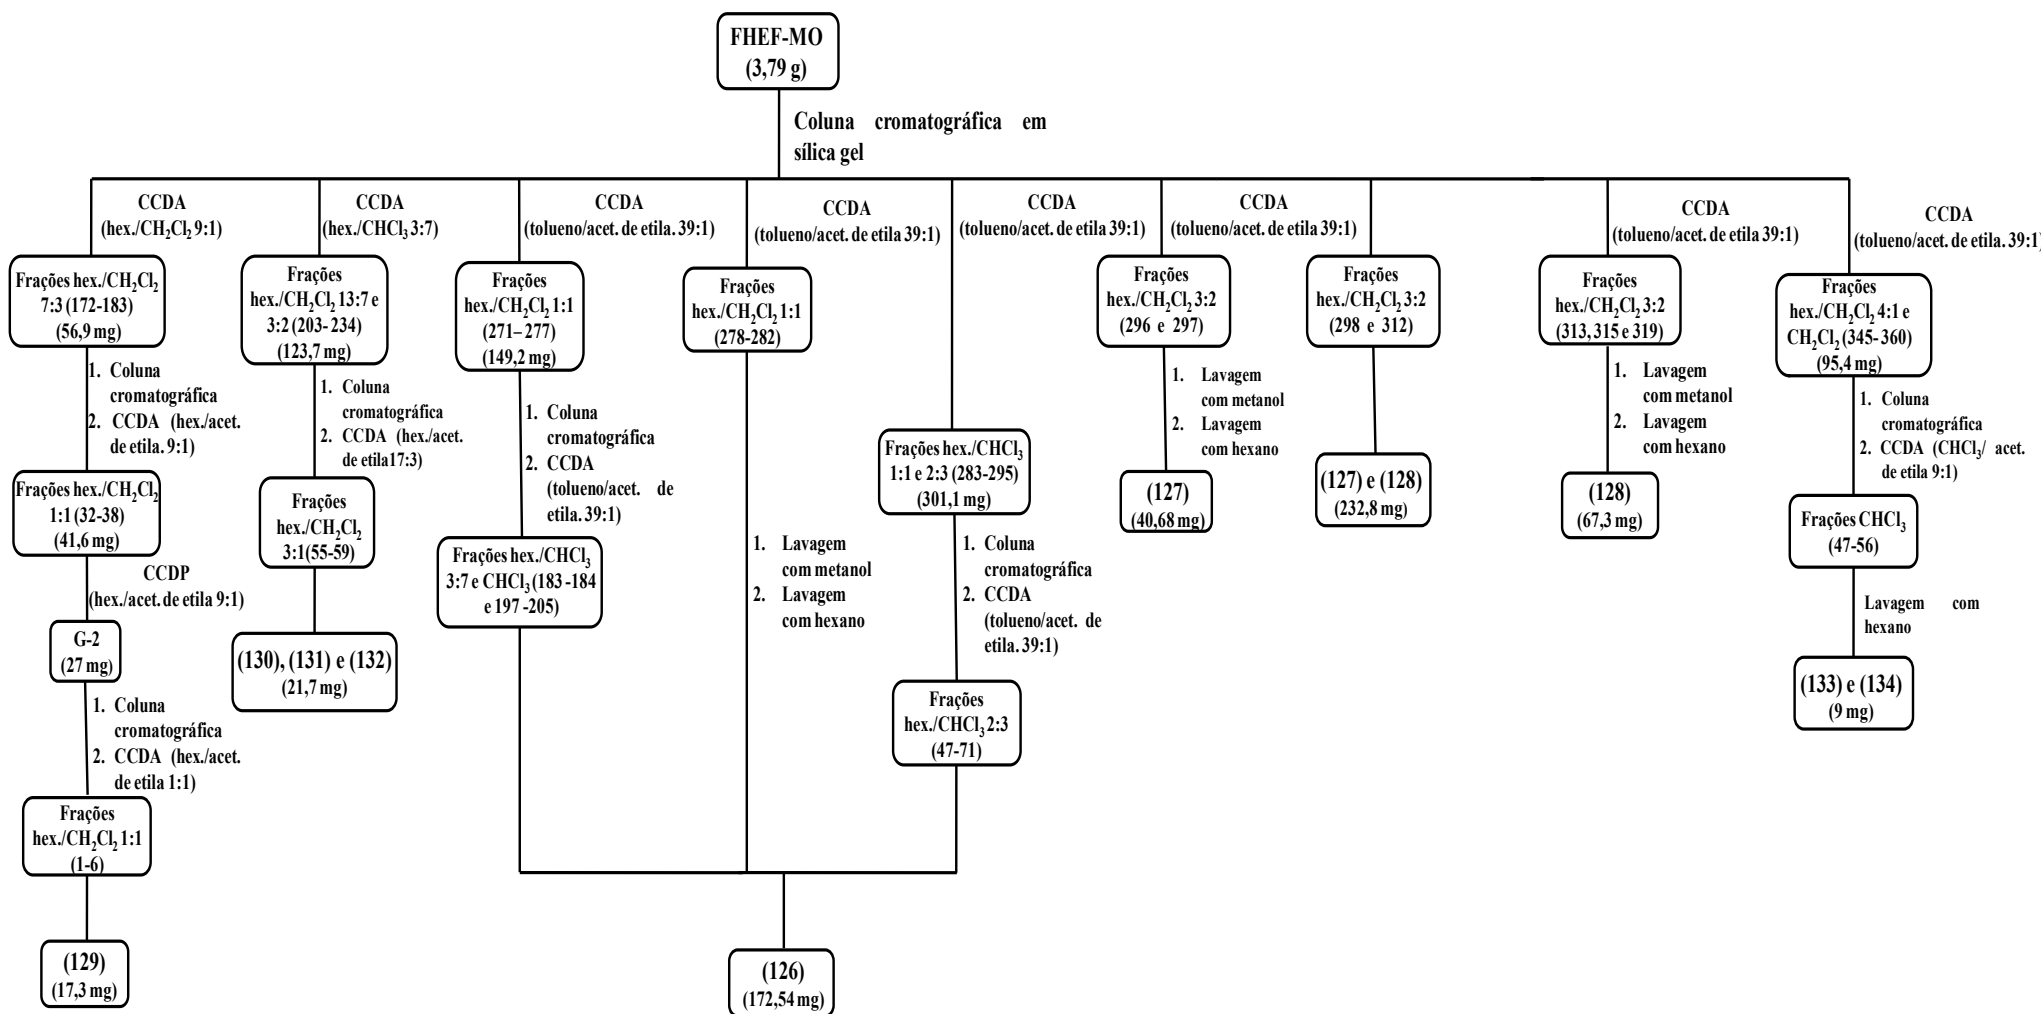 FHEF-MO
(3,79 g)
Coluna cromatográfica em
sílica gel
CCDA
(hex./CH₂Cl₂ 9:1)
CCDA
(hex./CHCl₃ 3:7)
CCDA
(tolueno/acet. de etila. 39:1)
CCDA
(tolueno/acet. de etila 39:1)
CCDA
(tolueno/acet. de etila 39:1)
CCDA
(tolueno/acet. de etila. 39:1)
CCDA
(tolueno/acet. de etila 39:1)
CCDA
(tolueno/acet. de etila. 39:1)
Frações hex./CH₂Cl₂
7:3 (172-183)
(56,9 mg)
Frações
hex./CH₂Cl₂ 13:7 e
3:2 (203-234)
(123,7 mg)
Frações
hex./CH₂Cl₂ 1:1
(271–277)
(149,2 mg)
Frações
hex./CH₂Cl₂ 1:1
(278-282)
Frações
hex./CH₂Cl₂ 3:2
(296 e 297)
Frações
hex./CH₂Cl₂ 3:2
(298 e 312)
Frações
hex./CH₂Cl₂ 3:2
(313, 315 e 319)
Frações
hex./CH₂Cl₂ 4:1 e
CH₂Cl₂ (345-360)
(95,4 mg)
1. Coluna
cromatográfica
2. CCDA (hex./acet.
de etila. 9:1)
1. Coluna
cromatográfica
2. CCDA (hex./acet.
de etila17:3)
1. Coluna
cromatográfica
2. CCDA
(tolueno/acet. de
etila. 39:1)
1. Lavagem
com metanol
2. Lavagem
com hexano
1. Lavagem
com metanol
2. Lavagem
com hexano
1. Coluna
cromatográfica
2. CCDA (CHCl₃/ acet.
de etila 9:1)
Frações hex./CHCl₃
1:1 e 2:3 (283-295)
(301,1 mg)
Frações hex./CH₂Cl₂
1:1 (32-38)
(41,6 mg)
Frações
hex./CH₂Cl₂
3:1(55-59)
(127)
(40,68 mg)
(127) e (128)
(232,8 mg)
(128)
(67,3 mg)
Frações CHCl₃
(47-56)
Frações hex./CHCl₃
3:7 e CHCl₃ (183 -184
e 197 -205)
1. Lavagem
com metanol
2. Lavagem
com hexano
1. Coluna
cromatográfica
2. CCDA
(tolueno/acet. de
etila. 39:1)
CCDP
(hex./acet. de etila 9:1)
Lavagem com
hexano
G-2
(27 mg)
(130), (131) e (132)
(21,7 mg)
(133) e (134)
(9 mg)
Frações
hex./CHCl₃ 2:3
(47-71)
1. Coluna
cromatográfica
2. CCDA (hex./acet.
de etila 1:1)
Frações
hex./CH₂Cl₂ 1:1
(1-6)
(129)
(17,3 mg)
(126)
(172,54 mg)